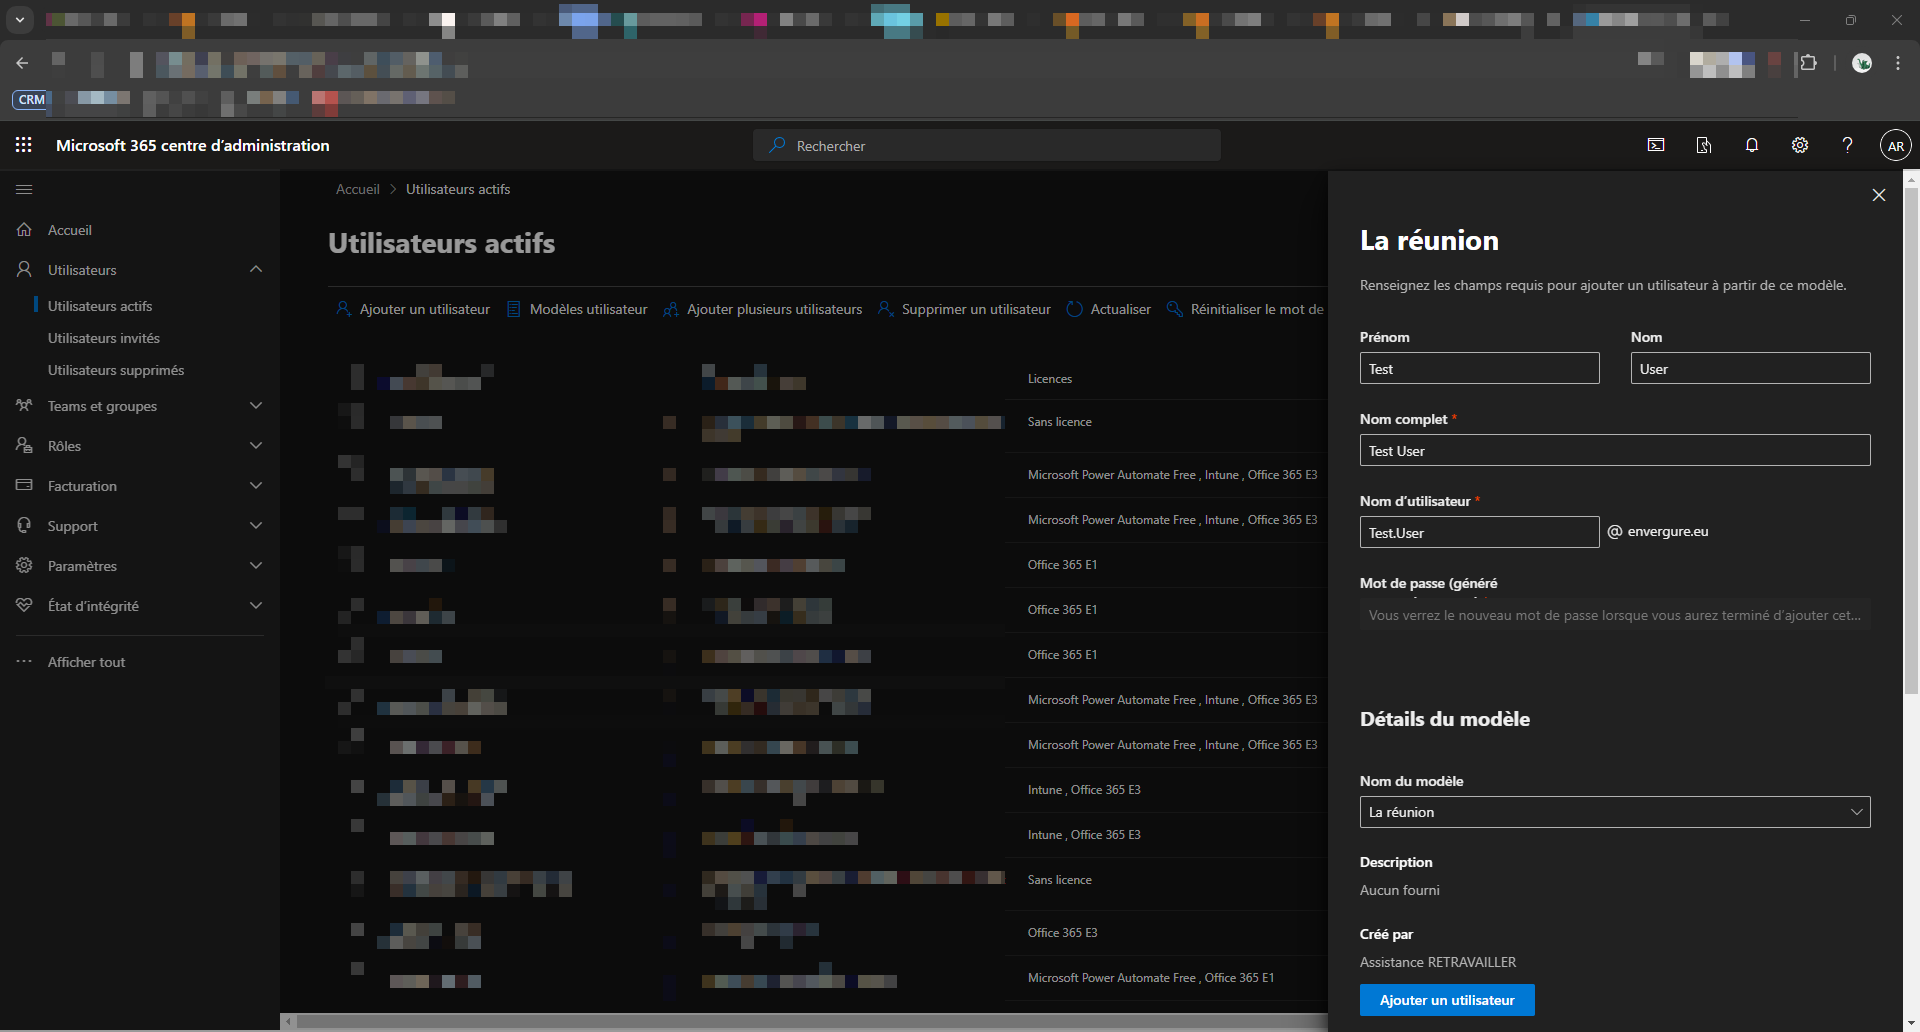 CRM
Microsoft 365 centre d’administration
Rechercher
AR
Accueil
Utilisateurs
Utilisateurs actifs
Utilisateurs invités
Utilisateurs supprimés
Teams et groupes
Rôles
Facturation
Support
Paramètres
État d’intégrité
Afficher tout
Accueil > Utilisateurs actifs
Utilisateurs actifs
Ajouter un utilisateur Modèles utilisateur Ajouter plusieurs utilisateurs Supprimer un utilisateur Actualiser Réinitialiser le mot de
Licences
Sans licence
Microsoft Power Automate Free , Intune , Office 365 E3
Microsoft Power Automate Free , Intune , Office 365 E3
Office 365 E1
Office 365 E1
Office 365 E1
Microsoft Power Automate Free , Intune , Office 365 E3
Microsoft Power Automate Free , Intune , Office 365 E3
Intune , Office 365 E3
Intune , Office 365 E3
Sans licence
Office 365 E3
Microsoft Power Automate Free , Office 365 E1
La réunion
Renseignez les champs requis pour ajouter un utilisateur à partir de ce modèle.
Prénom Nom
Test User
Nom complet *
Test User
Nom d’utilisateur *
Test.User @ envergure.eu
Mot de passe (généré
Vous verrez le nouveau mot de passe lorsque vous aurez terminé d’ajouter cet...
Détails du modèle
Nom du modèle
La réunion
Description
Aucun fourni
Créé par
Assistance RETRAVAILLER
Ajouter un utilisateur